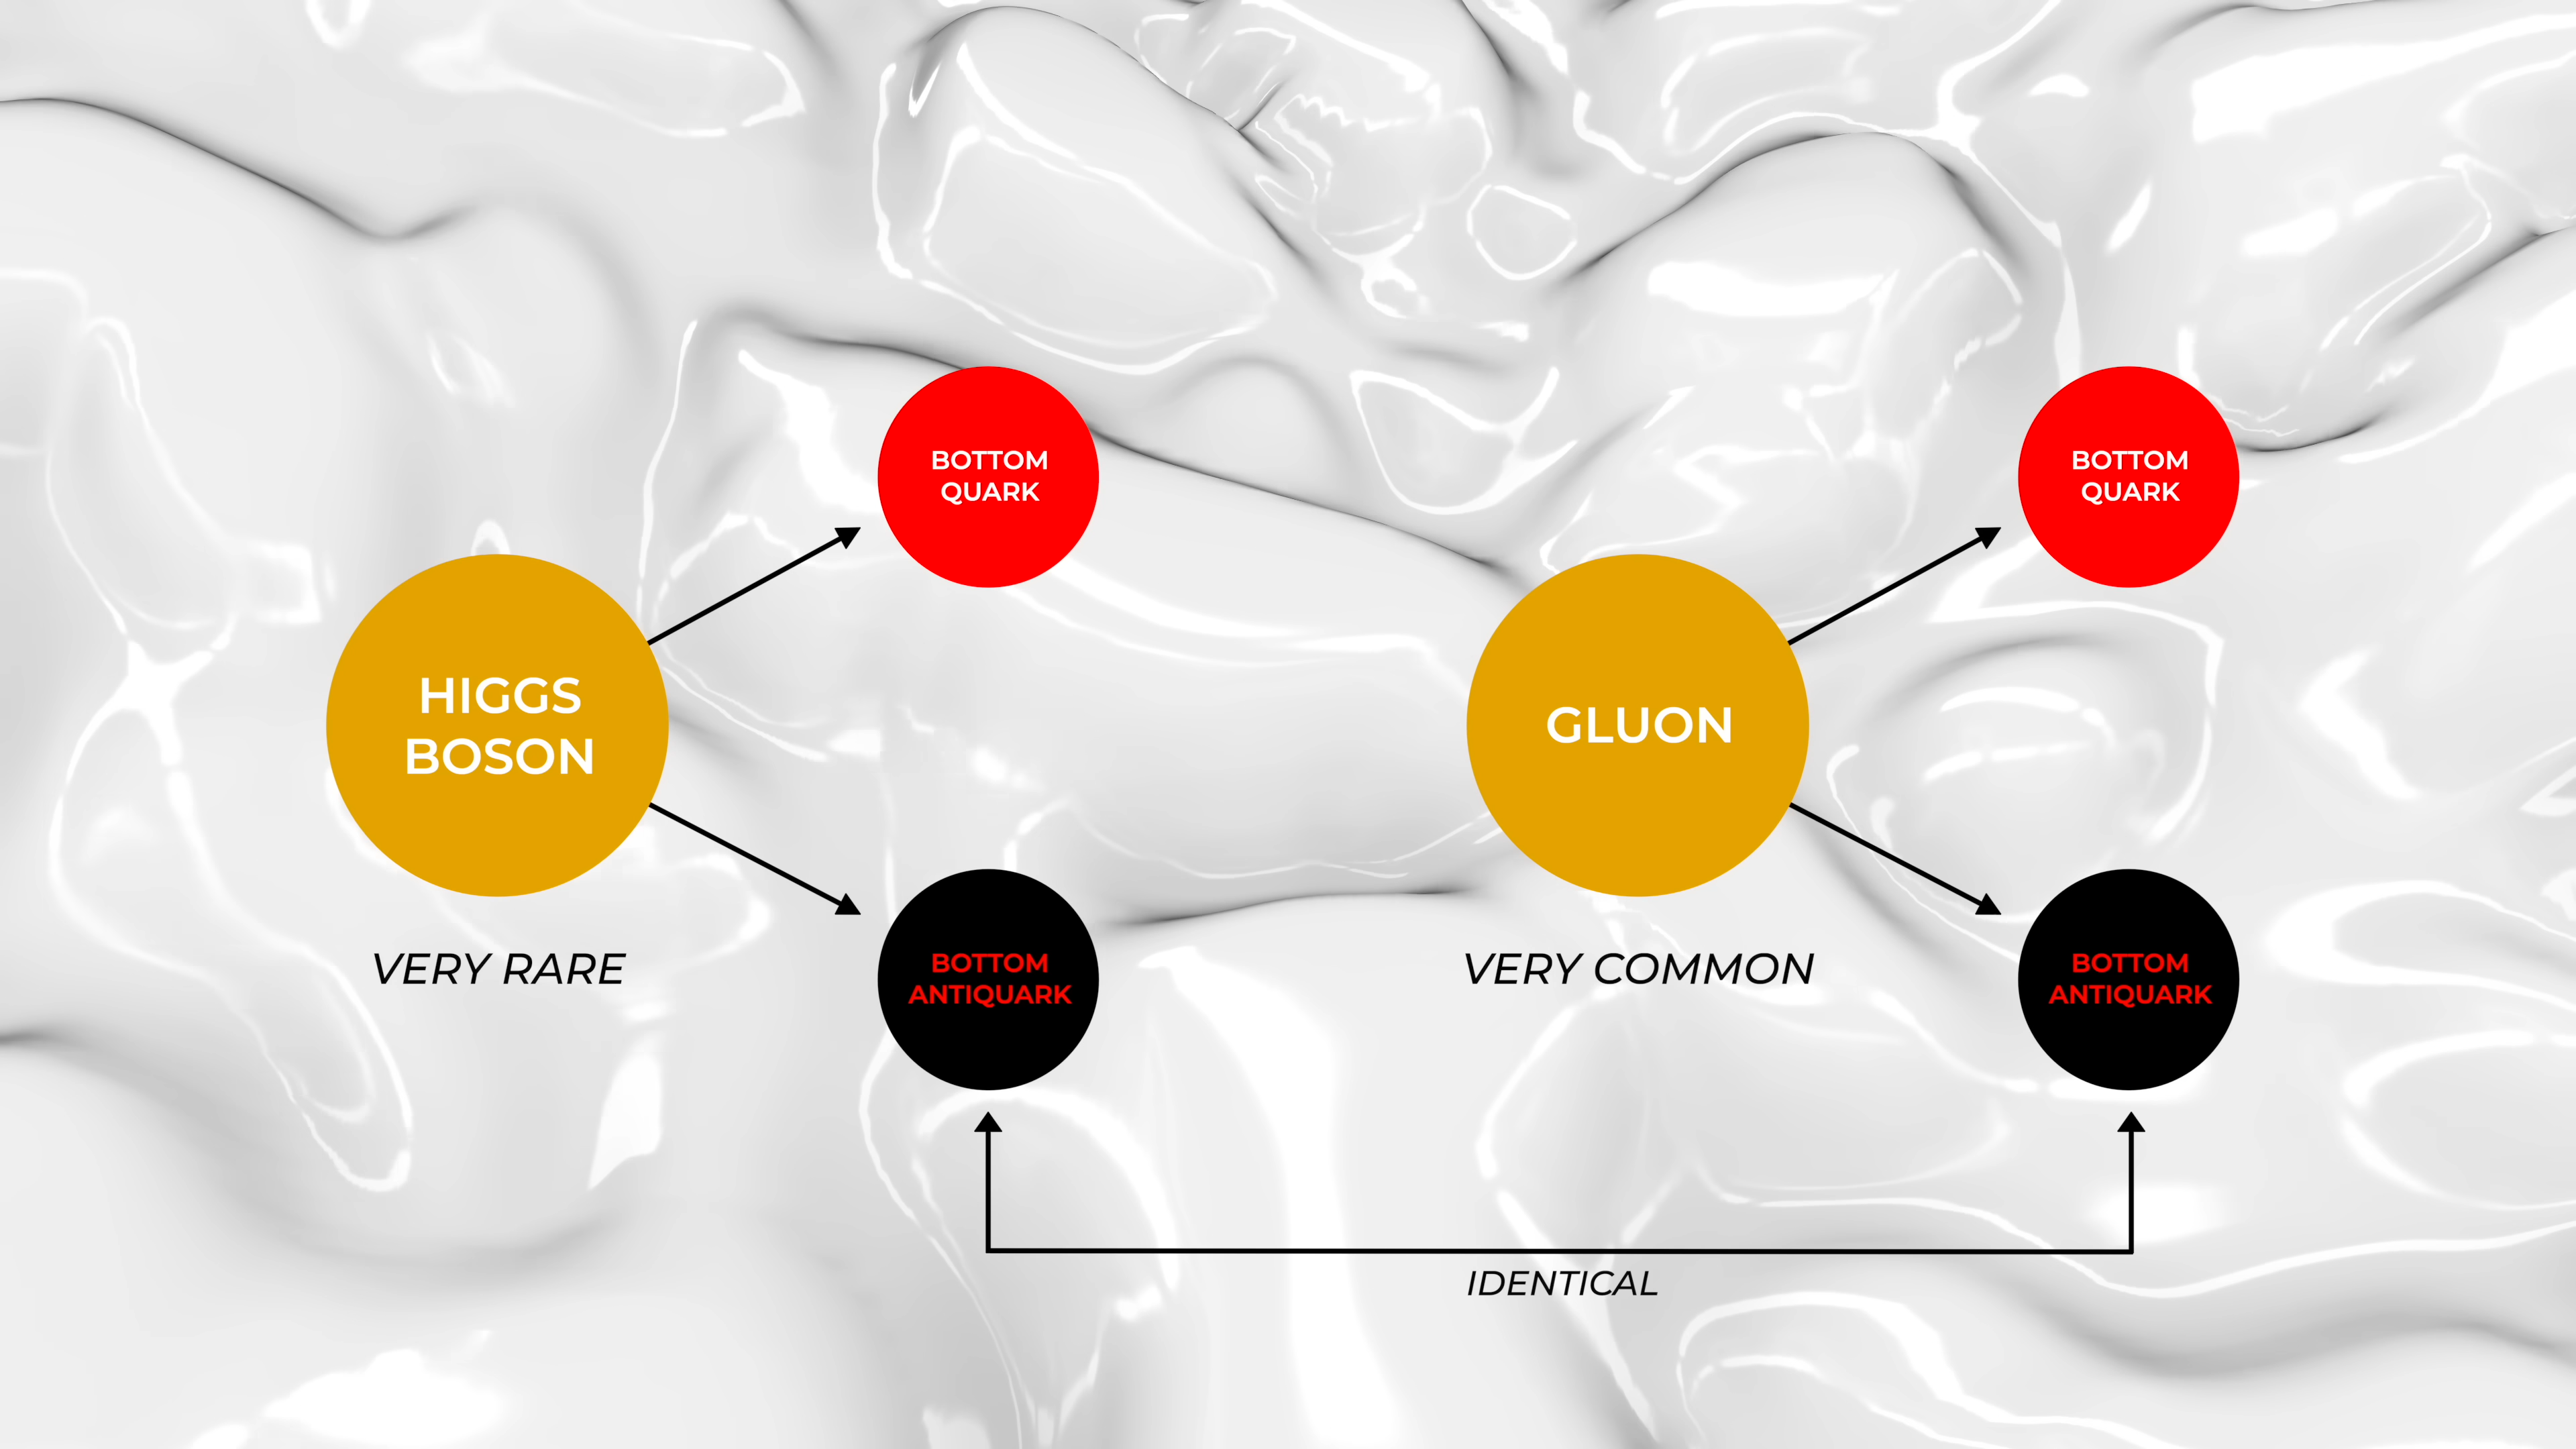 BOTTOM
QUARK
HIGGS
BOSON
BOTTOM
ANTIQUARK
VERY RARE
BOTTOM
QUARK
GLUON
BOTTOM
ANTIQUARK
VERY COMMON
IDENTICAL